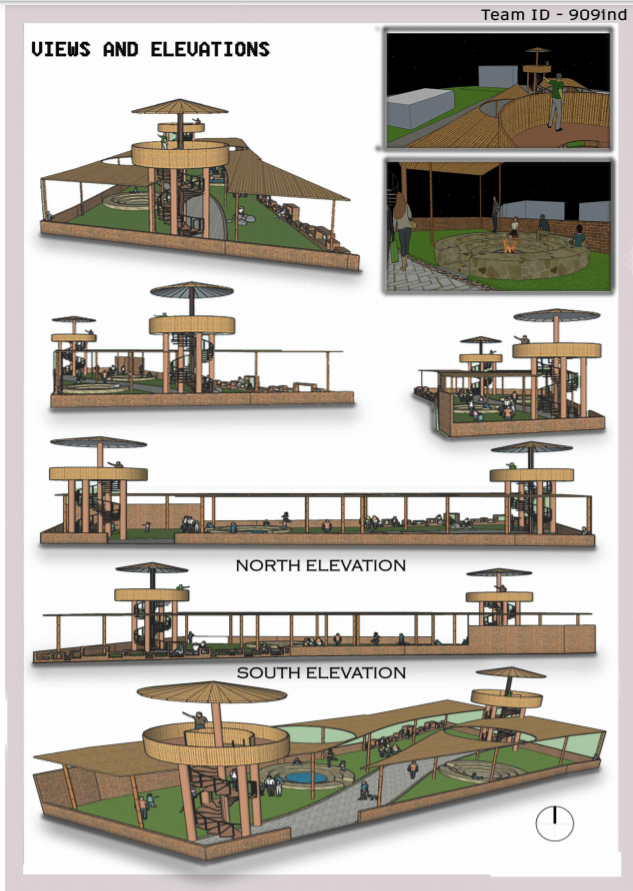 Team ID - 909ind
VIEWS AND ELEVATIONS
NORTH ELEVATION
SOUTH ELEVATION